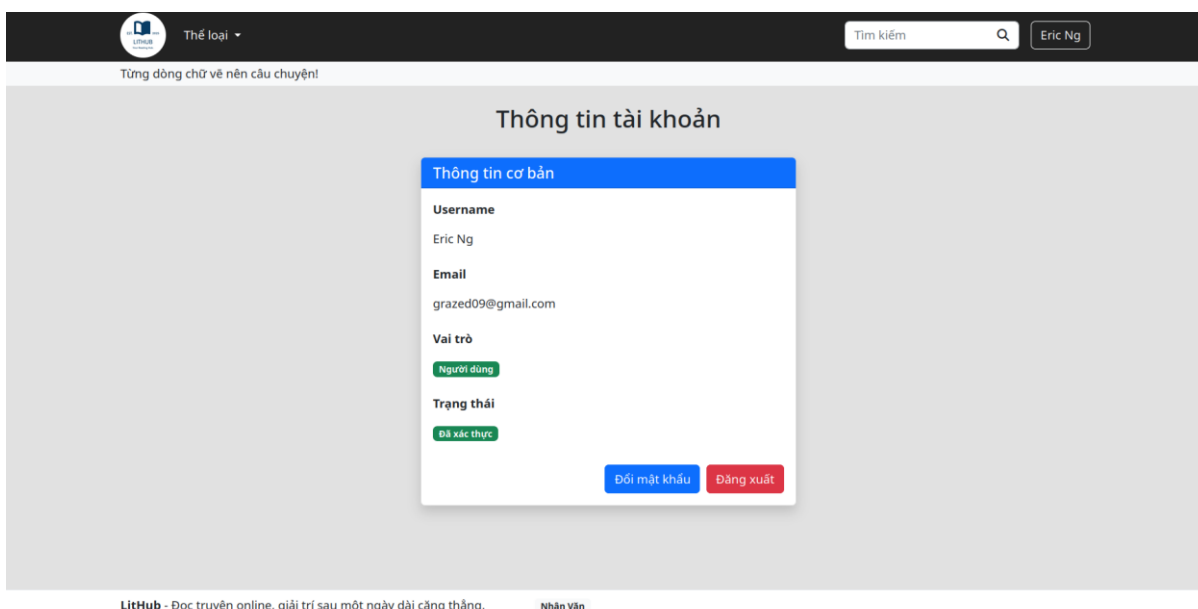 LITHUB
Thể loại
Tìm kiếm
Eric Ng
Từng dòng chữ vẽ nên câu chuyện!
Thông tin tài khoản
Thông tin cơ bản
Username
Eric Ng
Email
grazed09@gmail.com
Vai trò
Người dùng
Trạng thái
Đã xác thực
Đổi mật khẩu
Đăng xuất
LitHub - Đọc truyện online, giải trí sau một ngày dài căng thẳng.
Nhân Văn